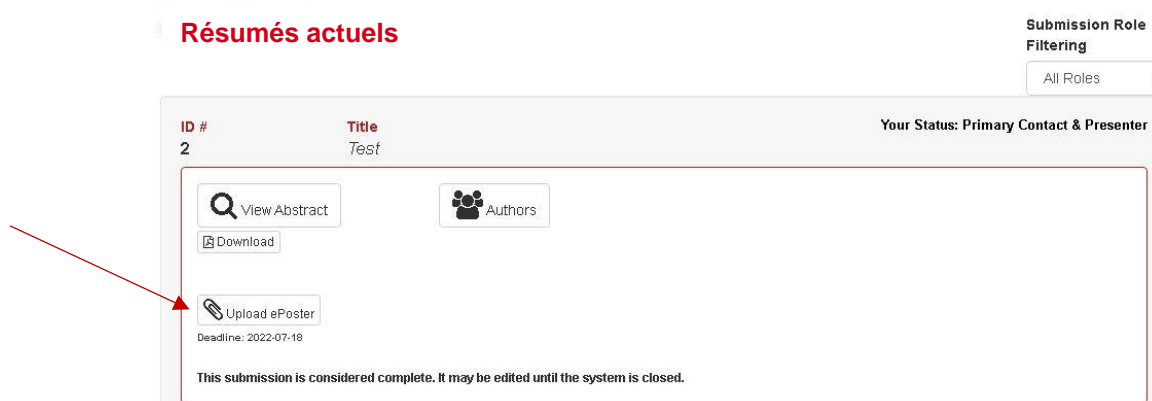 Résumés actuels
Submission Role
Filtering
All Roles
ID # Title Your Status: Primary Contact & Presenter
2 Test
View Abstract Authors
Download
Upload ePoster
Deadline: 2022-07-18
This submission is considered complete. It may be edited until the system is closed.